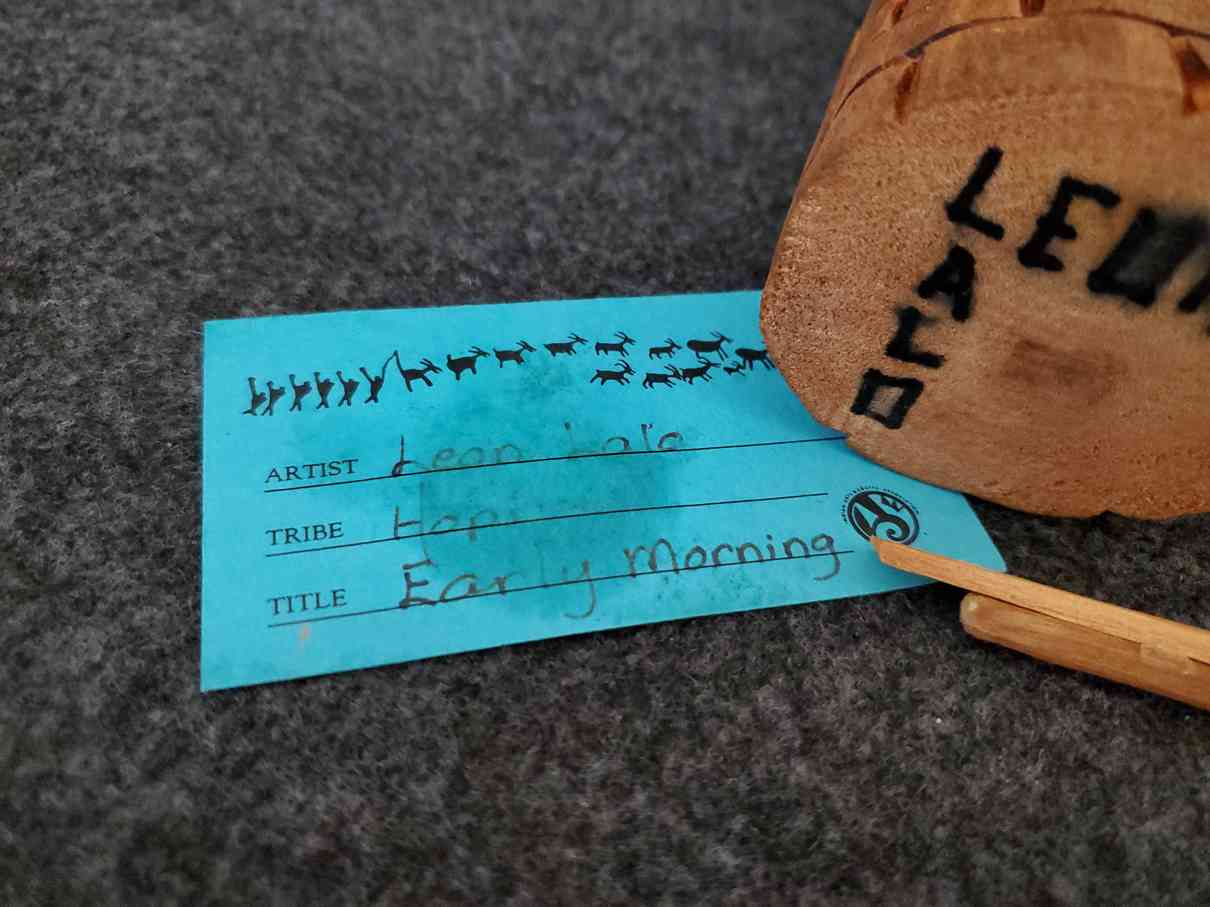 ARTIST Leon Lalo
TRIBE Hopi
TITLE Early Morning
LEON
LALO